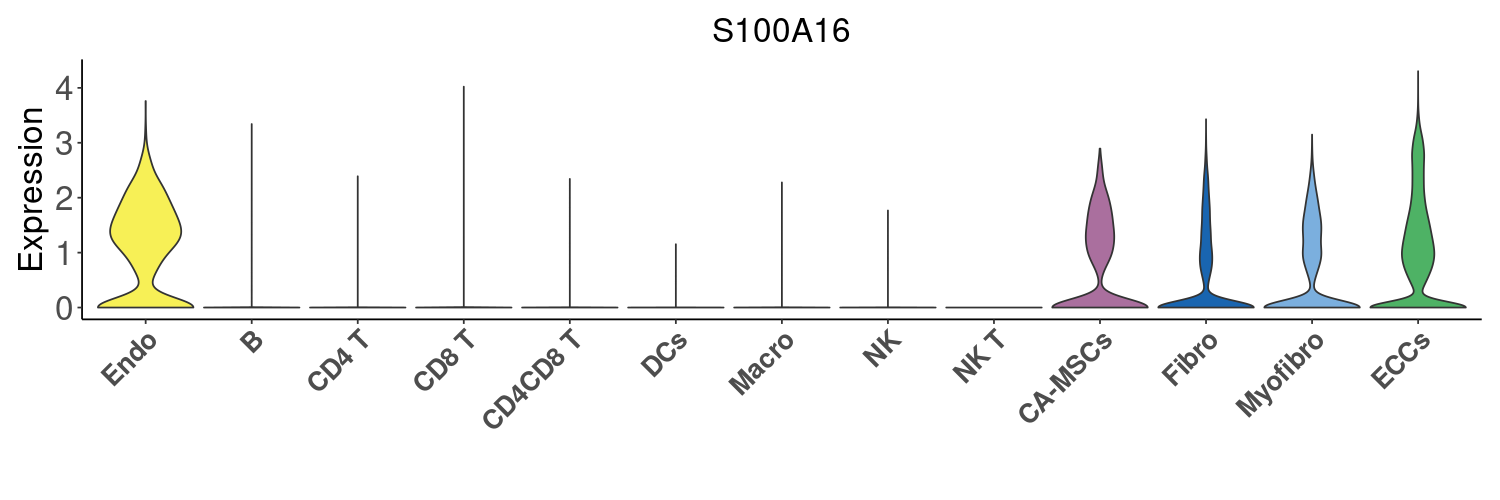 S100A16
Expression
4
3
2
1
0
Endo
B
CD4 T
CD8 T
CD4CD8 T
DCs
Macro
NK
NK T
CA-MSCs
Fibro
Myofibro
ECCs